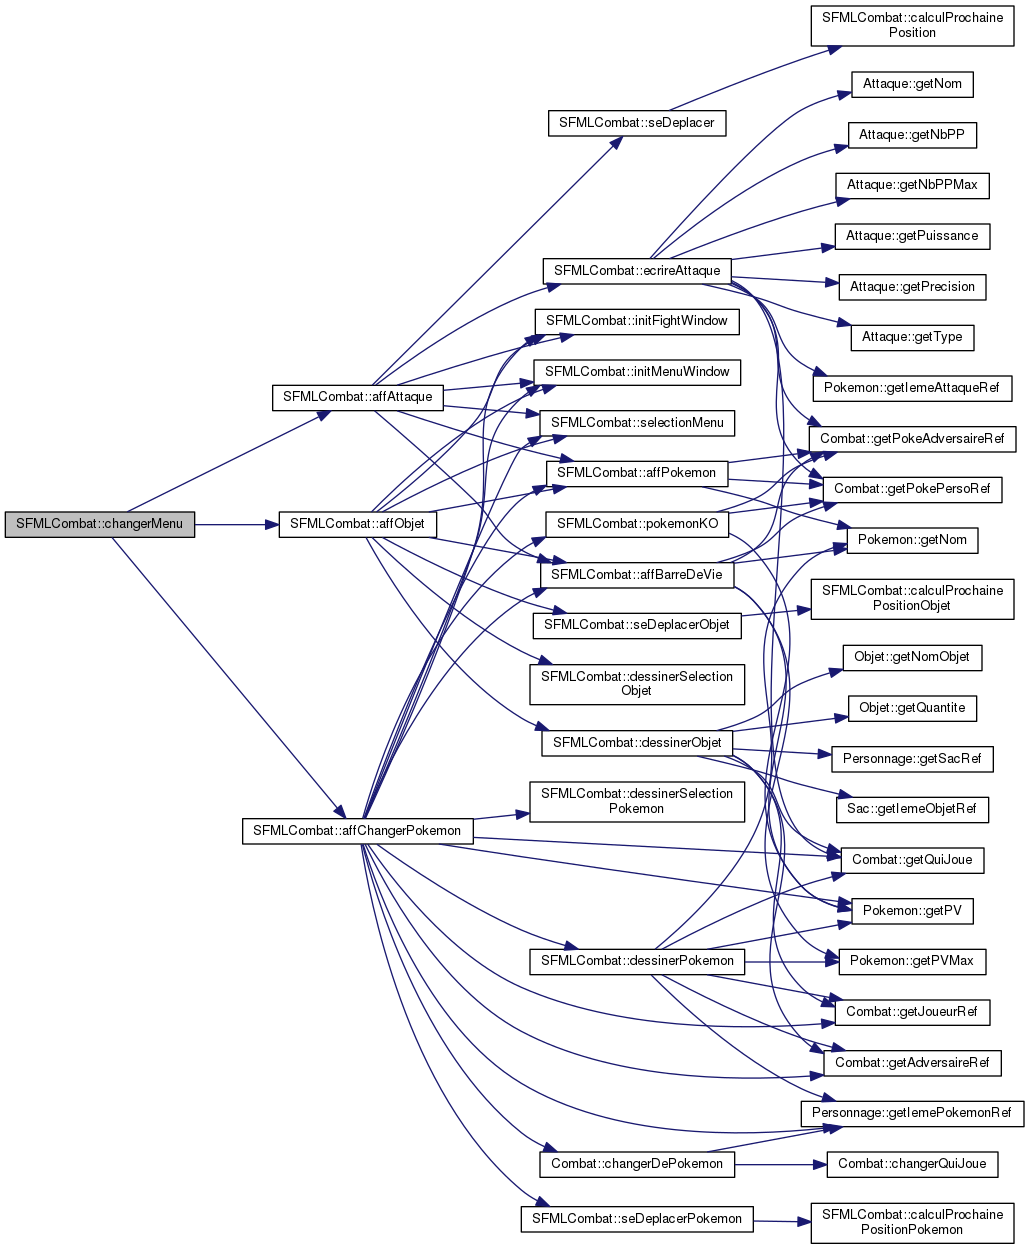 SFMLCombat::changerMenu
SFMLCombat::affAttaque
SFMLCombat::affObjet
SFMLCombat::affChangerPokemon
SFMLCombat::seDeplacer
SFMLCombat::ecrireAttaque
SFMLCombat::initFightWindow
SFMLCombat::initMenuWindow
SFMLCombat::selectionMenu
SFMLCombat::affPokemon
SFMLCombat::pokemonKO
SFMLCombat::affBarreDeVie
SFMLCombat::seDeplacerObjet
SFMLCombat::dessinerSelection
Objet
SFMLCombat::dessinerObjet
SFMLCombat::dessinerSelection
Pokemon
SFMLCombat::dessinerPokemon
Combat::changerDePokemon
SFMLCombat::seDeplacerPokemon
SFMLCombat::calculProchaine
Position
Attaque::getNom
Attaque::getNbPP
Attaque::getNbPPMax
Attaque::getPuissance
Attaque::getPrecision
Attaque::getType
Pokemon::getIemeAttaqueRef
Combat::getPokeAdversaireRef
Combat::getPokePersoRef
Pokemon::getNom
SFMLCombat::calculProchaine
PositionObjet
Objet::getNomObjet
Objet::getQuantite
Personnage::getSacRef
Sac::getIemeObjetRef
Combat::getQuiJoue
Pokemon::getPV
Pokemon::getPVMax
Combat::getJoueurRef
Combat::getAdversaireRef
Personnage::getIemePokemonRef
Combat::changerQuiJoue
SFMLCombat::calculProchaine
PositionPokemon